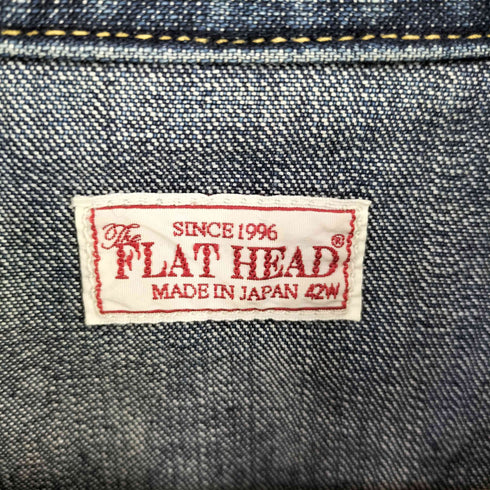 SINCE 1996
The FLAT HEAD®
MADE IN JAPAN 42W